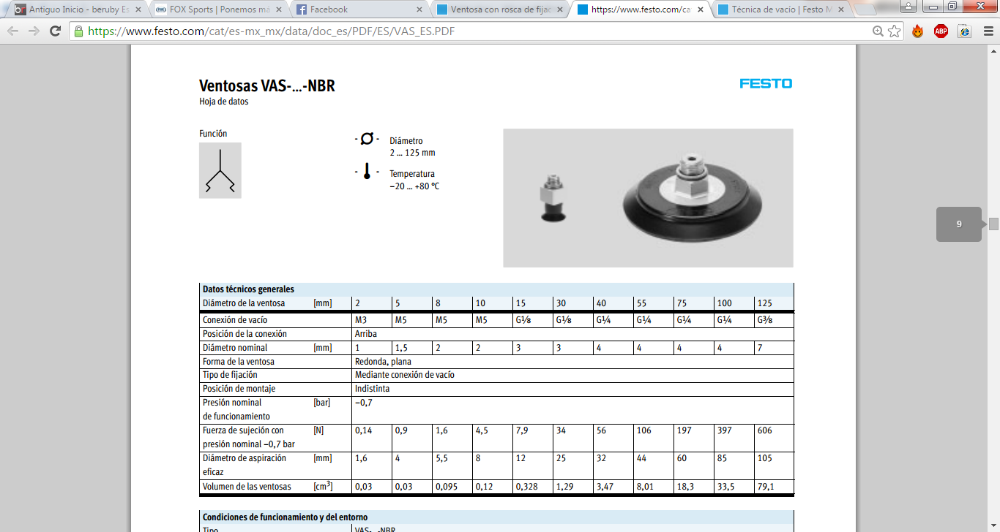 br Antiguo Inicio - beruby Es
FOX Sports | Ponemos má
Facebook
Ventosa con rosca de fijac
https://www.festo.com/ca
Técnica de vacío | Festo M
https://www.festo.com/cat/es-mx_mx/data/doc_es/PDF/ES/VAS_ES.PDF
ABP
Ventosas VAS-…-NBR
FESTO
Hoja de datos
Función
Diámetro
2 … 125 mm
Temperatura
−20 … +80 ºC
9
Datos técnicos generales
Diámetro de la ventosa [mm] 2 5 8 10 15 30 40 55 75 100 125
Conexión de vacío M3 M5 M5 M5 G⅛ G⅛ G¼ G¼ G¼ G¼ G⅜
Posición de la conexión Arriba
Diámetro nominal [mm] 1 1,5 2 2 3 3 4 4 4 4 7
Forma de la ventosa Redonda, plana
Tipo de fijación Mediante conexión de vacío
Posición de montaje Indistinta
Presión nominal [bar] −0,7
de funcionamiento
Fuerza de sujeción con [N] 0,14 0,9 1,6 4,5 7,9 34 56 106 197 397 606
presión nominal −0,7 bar
Diámetro de aspiración [mm] 1,6 4 5,5 8 12 25 32 44 60 85 105
eficaz
Volumen de las ventosas [cm³] 0,03 0,03 0,095 0,12 0,328 1,29 3,47 8,01 18,3 33,5 79,1
Condiciones de funcionamiento y del entorno
Tipo VAS-…-NBR